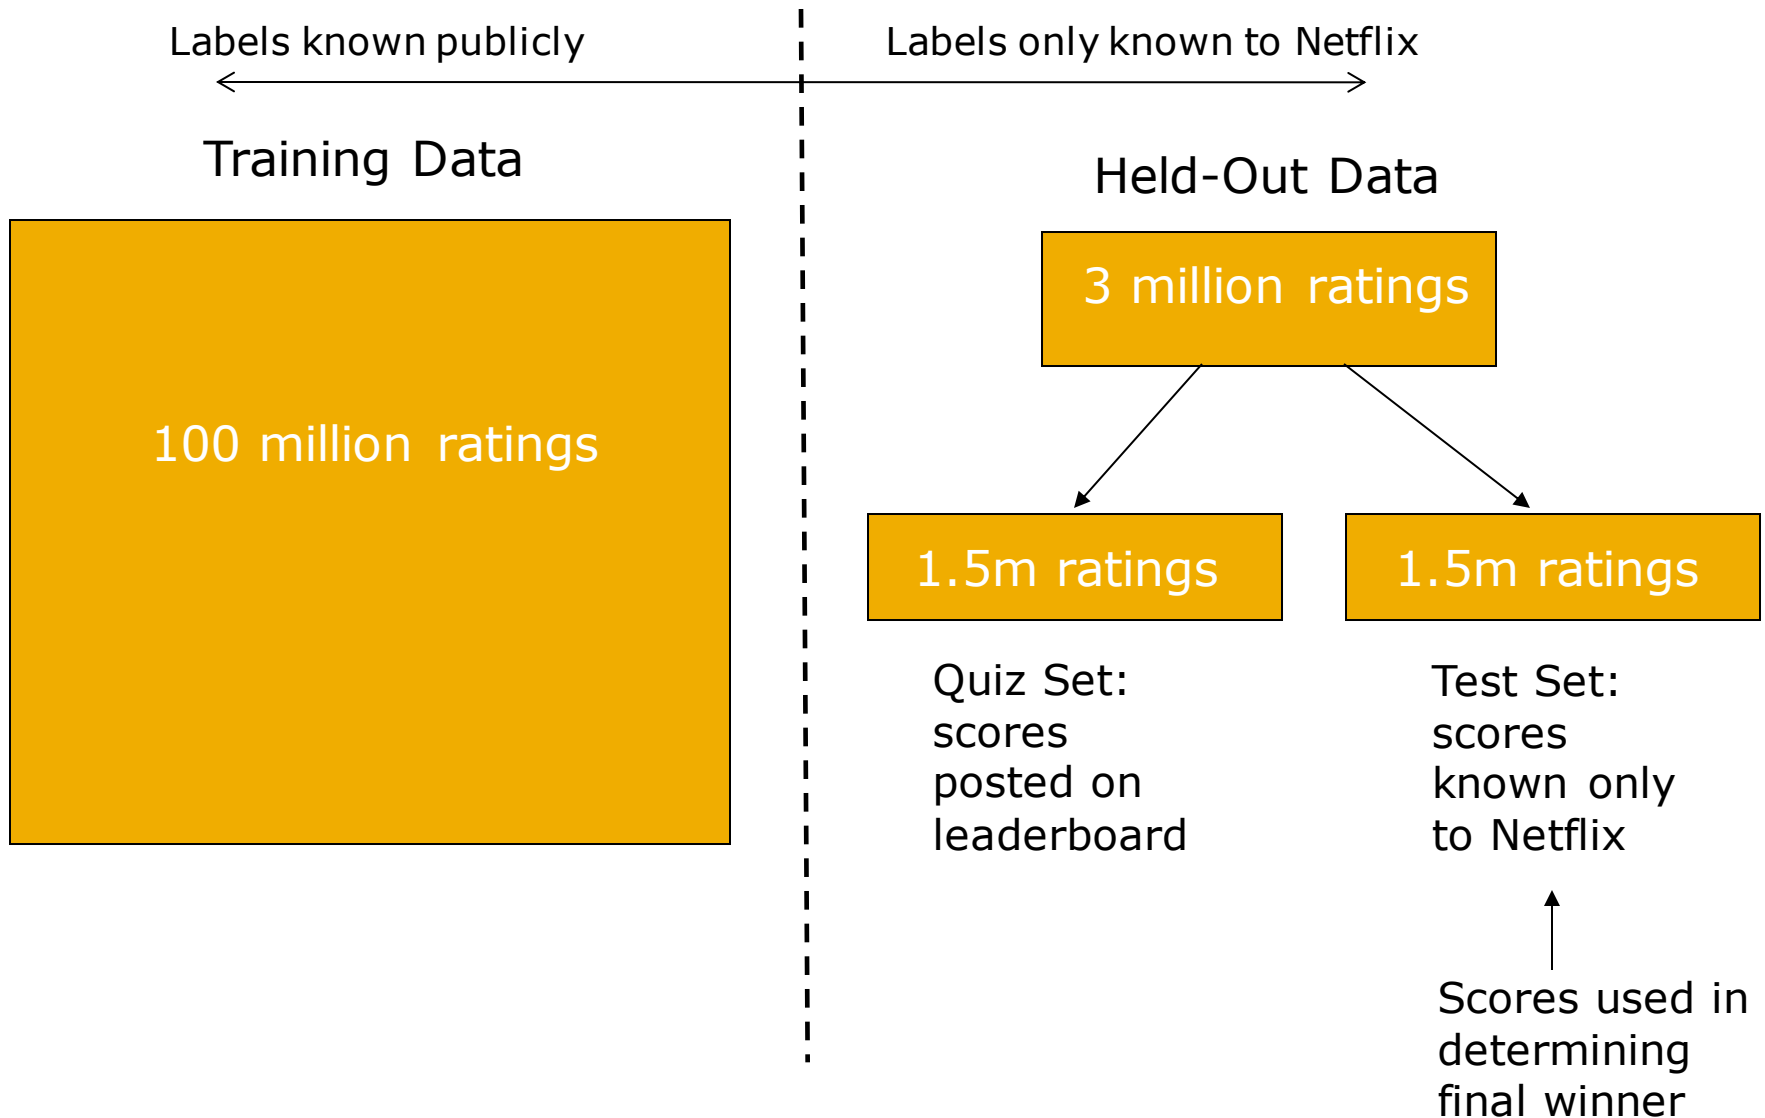 Labels known publicly
Labels only known to Netflix
Training Data
Held-Out Data
3 million ratings
100 million ratings
1.5m ratings
1.5m ratings
Quiz Set:
scores
posted on
leaderboard
Test Set:
scores
known only
to Netflix
Scores used in
determining
final winner